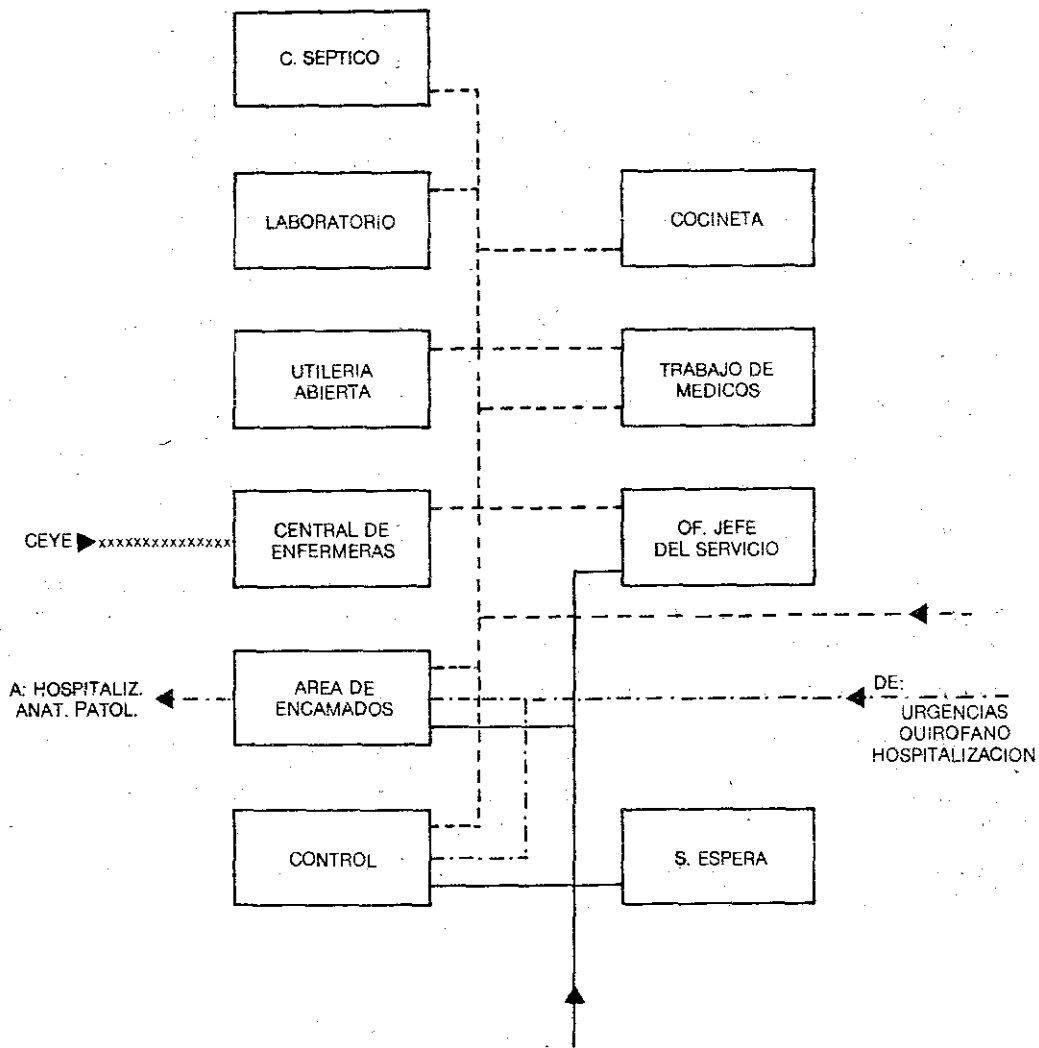 C. SEPTICO
LABORATORIO
COCINETA
UTILERIA
ABIERTA
TRABAJO DE
MEDICOS
CEYE
xxxxxxxxxxxxxx
CENTRAL DE
ENFERMERAS
OF. JEFE
DEL SERVICIO
A: HOSPITALIZ.
ANAT. PATOL.
AREA DE
ENCAMADOS
DE:
URGENCIAS
QUIROFANO
HOSPITALIZACION
CONTROL
S. ESPERA